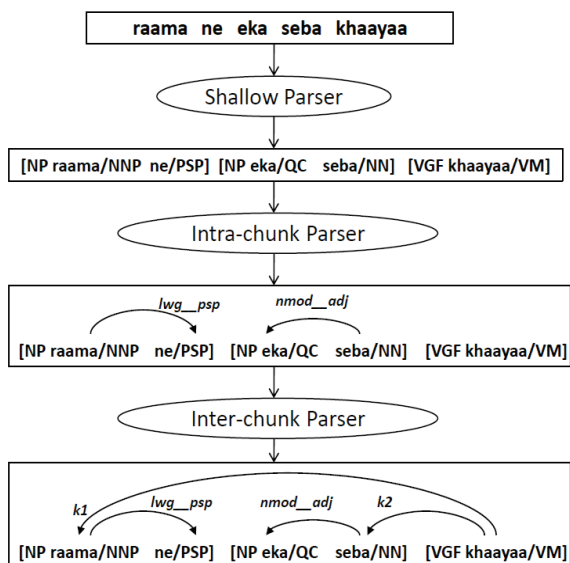 raama ne eka seba khaayaa
Shallow Parser
[NP raama/NNP ne/PSP] [NP eka/QC seba/NN] [VGF khaayaa/VM]
Intra-chunk Parser
lwg__psp nmod__adj
[NP raama/NNP ne/PSP] [NP eka/QC seba/NN] [VGF khaayaa/VM]
Inter-chunk Parser
k1 lwg__psp nmod__adj k2
[NP raama/NNP ne/PSP] [NP eka/QC seba/NN] [VGF khaayaa/VM]